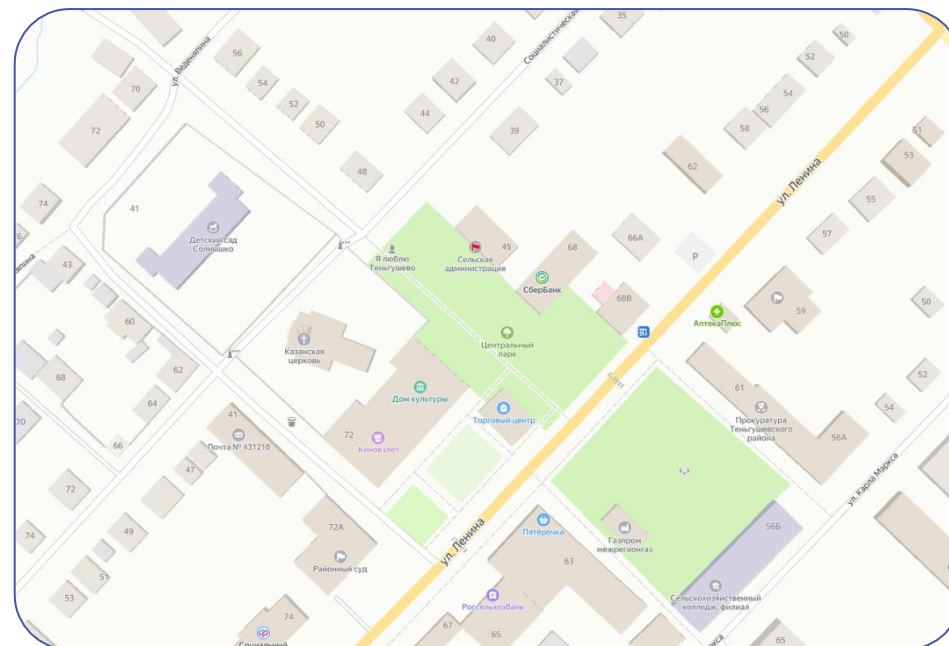 35
50
40
56
Социалистическая
52
ул. Веденяпина
42
54
37
70
54
52
56
44
50
58
72
39
51
62
53
48
ул. Ленина
55
74
41
66А
57
Детский сад
Солнышко
Я люблю
Теньгушево
Сельская
администрация
45
68
P
43
СберБанк
68В
59
50
АптекаПлюс
60
Казанская
церковь
Центральный
парк
62
68
Дом культуры
61
52
64
Торговый центр
54
70
41
Прокуратура
Теньгушевского
района
56А
66
Почта № 431210
72
Киновзлёт
47
ул. Карла Маркса
72
49
72А
ул. Ленина
Пятёрочка
Газпром
межрегионгаз
56Б
74
Районный суд
63
51
53
Россельхозбанк
Сельскохозяйственный
колледж, филиал
74
67
65
65
Социальный